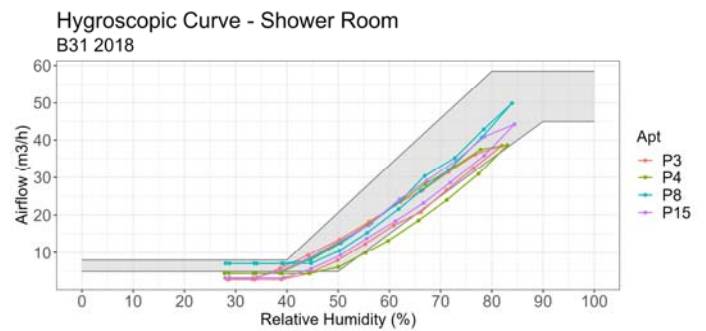 Hygroscopic Curve - Shower Room
B31 2018
60
50
40
30
20
10
Airflow (m3/h)
0 10 20 30 40 50 60 70 80 90 100
Relative Humidity (%)
Apt
P3
P4
P8
P15